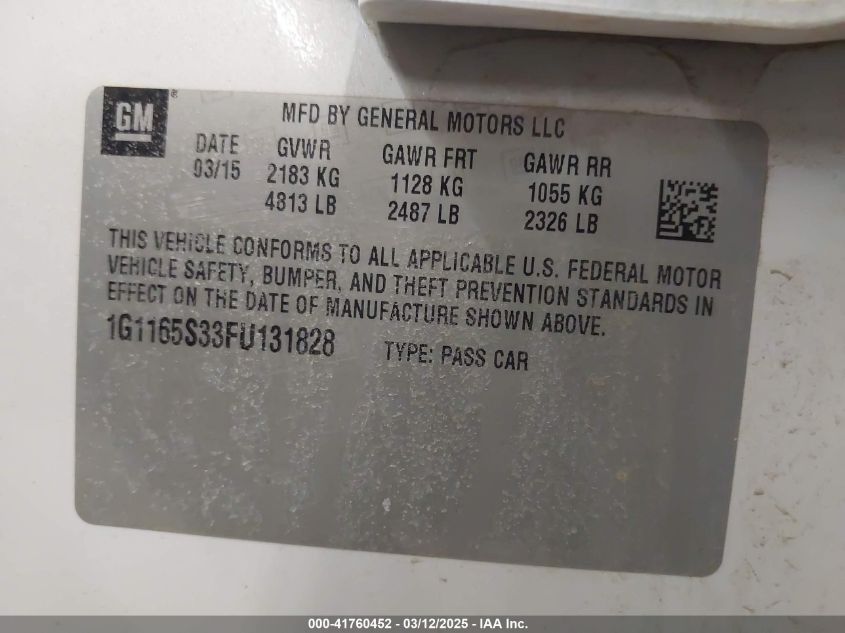 GM ®
MFD BY GENERAL MOTORS LLC
DATE GVWR GAWR FRT GAWR RR
03/15 2183 KG 1128 KG 1055 KG
4813 LB 2487 LB 2326 LB
THIS VEHICLE CONFORMS TO ALL APPLICABLE U.S. FEDERAL MOTOR
VEHICLE SAFETY, BUMPER, AND THEFT PREVENTION STANDARDS IN
EFFECT ON THE DATE OF MANUFACTURE SHOWN ABOVE.
1G1165S33FU131828 TYPE: PASS CAR
000-41760452 - 03/12/2025 - IAA Inc.